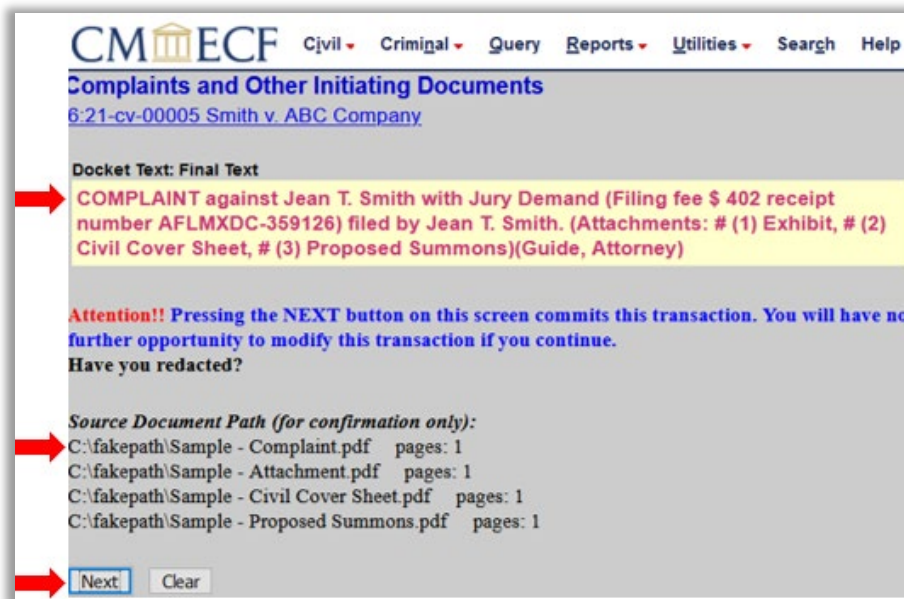 CM ECF Civil Criminal Query Reports Utilities Search Help
Complaints and Other Initiating Documents
6:21-cv-00005 Smith v. ABC Company
Docket Text: Final Text
COMPLAINT against Jean T. Smith with Jury Demand (Filing fee $ 402 receipt
number AFLMXDC-359126) filed by Jean T. Smith. (Attachments: # (1) Exhibit, # (2)
Civil Cover Sheet, # (3) Proposed Summons)(Guide, Attorney)
Attention!! Pressing the NEXT button on this screen commits this transaction. You will have no
further opportunity to modify this transaction if you continue.
Have you redacted?
Source Document Path (for confirmation only):
C:\fakepath\Sample - Complaint.pdf pages: 1
C:\fakepath\Sample - Attachment.pdf pages: 1
C:\fakepath\Sample - Civil Cover Sheet.pdf pages: 1
C:\fakepath\Sample - Proposed Summons.pdf pages: 1
Next Clear